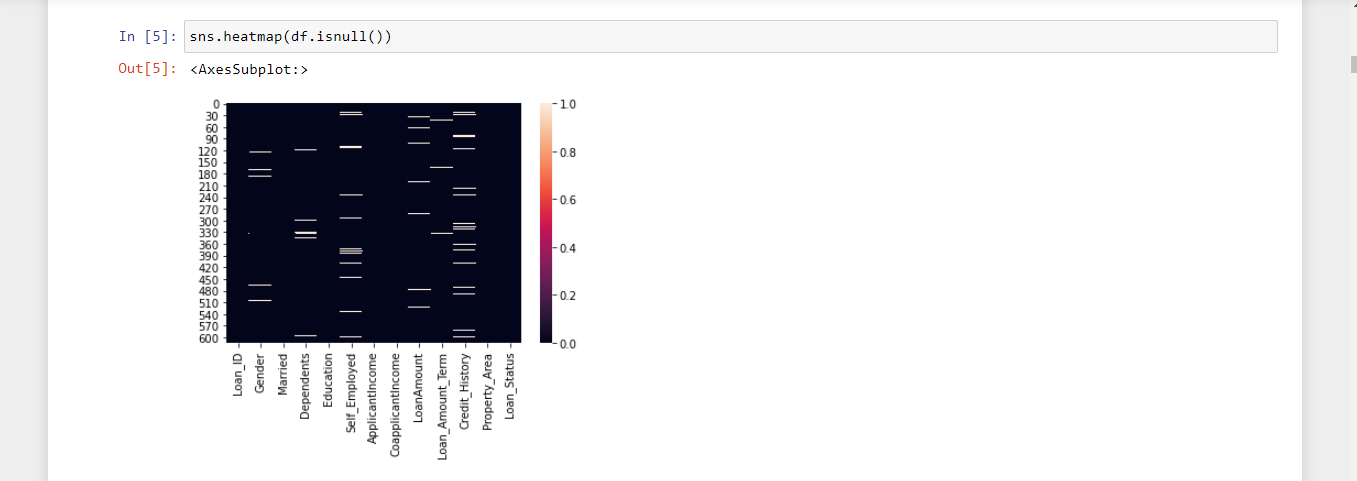 In [5]: sns.heatmap(df.isnull())
Out[5]: <AxesSubplot:>
0
30
60
90
120
150
180
210
240
270
300
330
360
390
420
450
480
510
540
570
600
1.0
0.8
0.6
0.4
0.2
0.0
Loan_ID
Gender
Married
Dependents
Education
Self_Employed
ApplicantIncome
CoapplicantIncome
LoanAmount
Loan_Amount_Term
Credit_History
Property_Area
Loan_Status